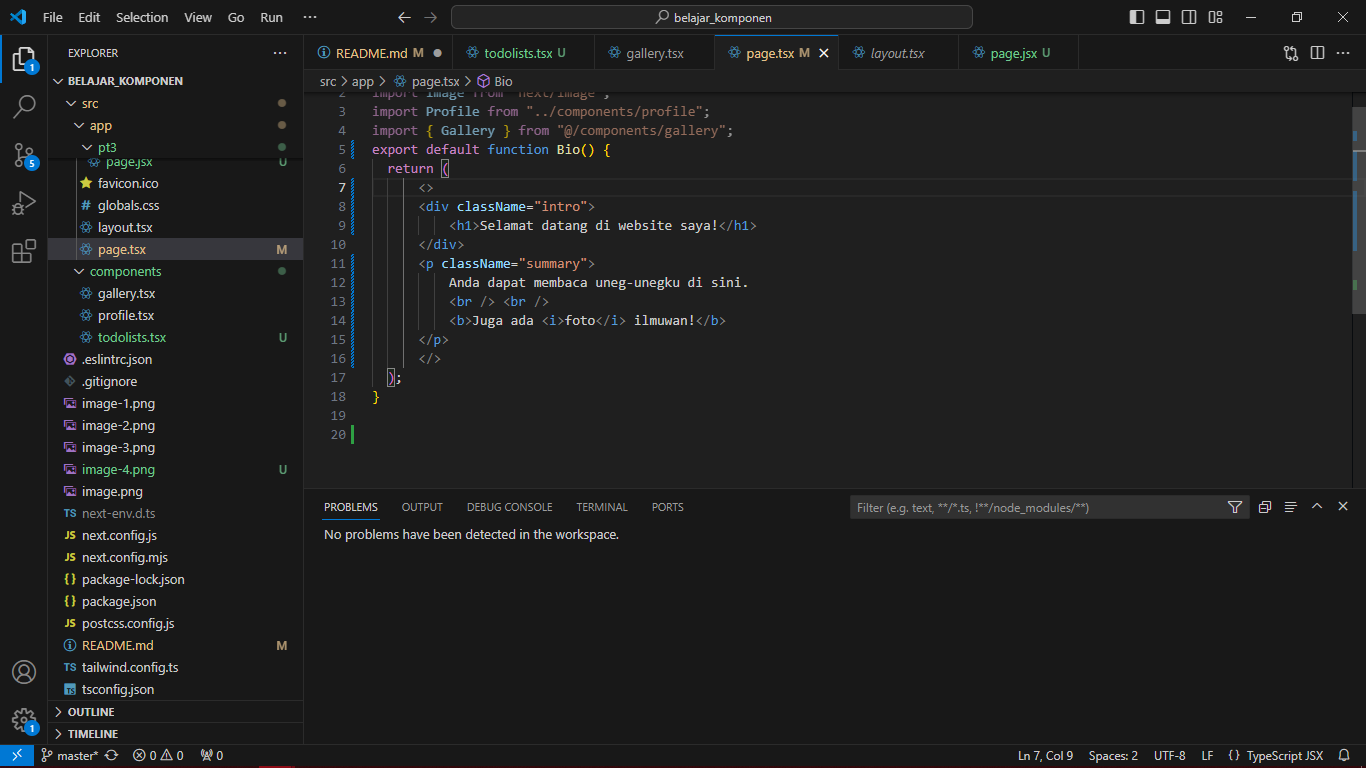 File Edit Selection View Go Run ··· belajar_komponen
EXPLORER ···
BELAJAR_KOMPONEN
src
app
pt3
page.jsx U
favicon.ico
globals.css
layout.tsx
page.tsx M
components
gallery.tsx
profile.tsx
todolists.tsx U
.eslintrc.json
.gitignore
image-1.png
image-2.png
image-3.png
image-4.png U
image.png
next-env.d.ts
next.config.js
next.config.mjs
package-lock.json
package.json
postcss.config.js
README.md M
tailwind.config.ts
tsconfig.json
OUTLINE
TIMELINE
README.md M todolists.tsx U gallery.tsx page.tsx M layout.tsx page.jsx U
src > app > page.tsx > Bio
2 import Image from "next/image";
3 import Profile from "../components/profile";
4 import { Gallery } from "@/components/gallery";
5 export default function Bio() {
6 return (
7 <>
8 <div className="intro">
9 <h1>Selamat datang di website saya!</h1>
10 </div>
11 <p className="summary">
12 Anda dapat membaca uneg-unegku di sini.
13 <br /> <br />
14 <b>Juga ada <i>foto</i> ilmuwan!</b>
15 </p>
16 </>
17 );
18 }
19
20
PROBLEMS OUTPUT DEBUG CONSOLE TERMINAL PORTS Filter (e.g. text, **/*.ts, !**/node_modules/**)
No problems have been detected in the workspace.
1
5
1
master* 0 0 0 Ln 7, Col 9 Spaces: 2 UTF-8 LF { } TypeScript JSX